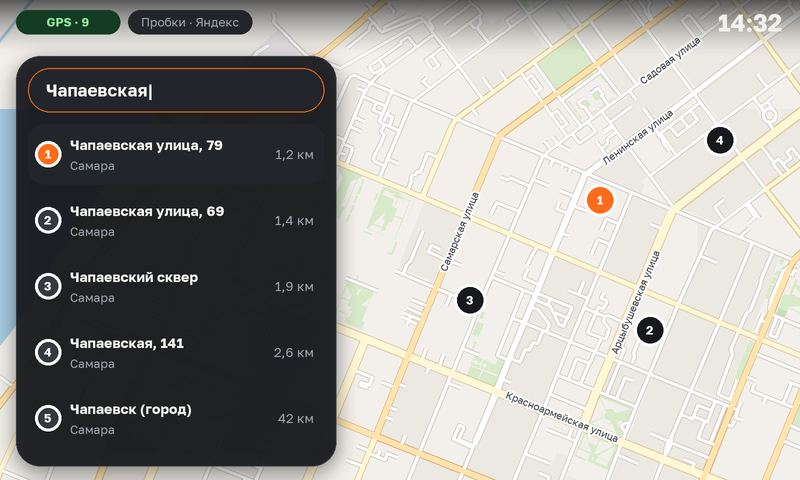 GPS · 9
Пробки · Яндекс
14:32
Чапаевская|
1
Чапаевская улица, 79
Самара
1,2 км
2
Чапаевская улица, 69
Самара
1,4 км
3
Чапаевский сквер
Самара
1,9 км
4
Чапаевская, 141
Самара
2,6 км
5
Чапаевск (город)
Самара
42 км
Садовая улица
Ленинская улица
4
1
Самарская улица
3
Арцыбушевская улица
2
Красноармейская улица